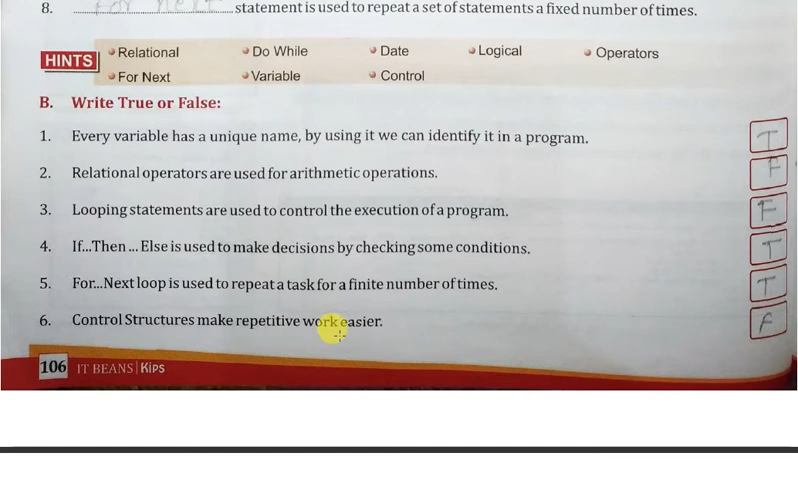 8. For Next statement is used to repeat a set of statements a fixed number of times.
HINTS
Relational Do While Date Logical Operators
For Next Variable Control
B. Write True or False:
1. Every variable has a unique name, by using it we can identify it in a program. T
2. Relational operators are used for arithmetic operations. F
3. Looping statements are used to control the execution of a program. F
4. If...Then ... Else is used to make decisions by checking some conditions. T
5. For...Next loop is used to repeat a task for a finite number of times. T
6. Control Structures make repetitive work easier. F
106 IT BEANS | Kips